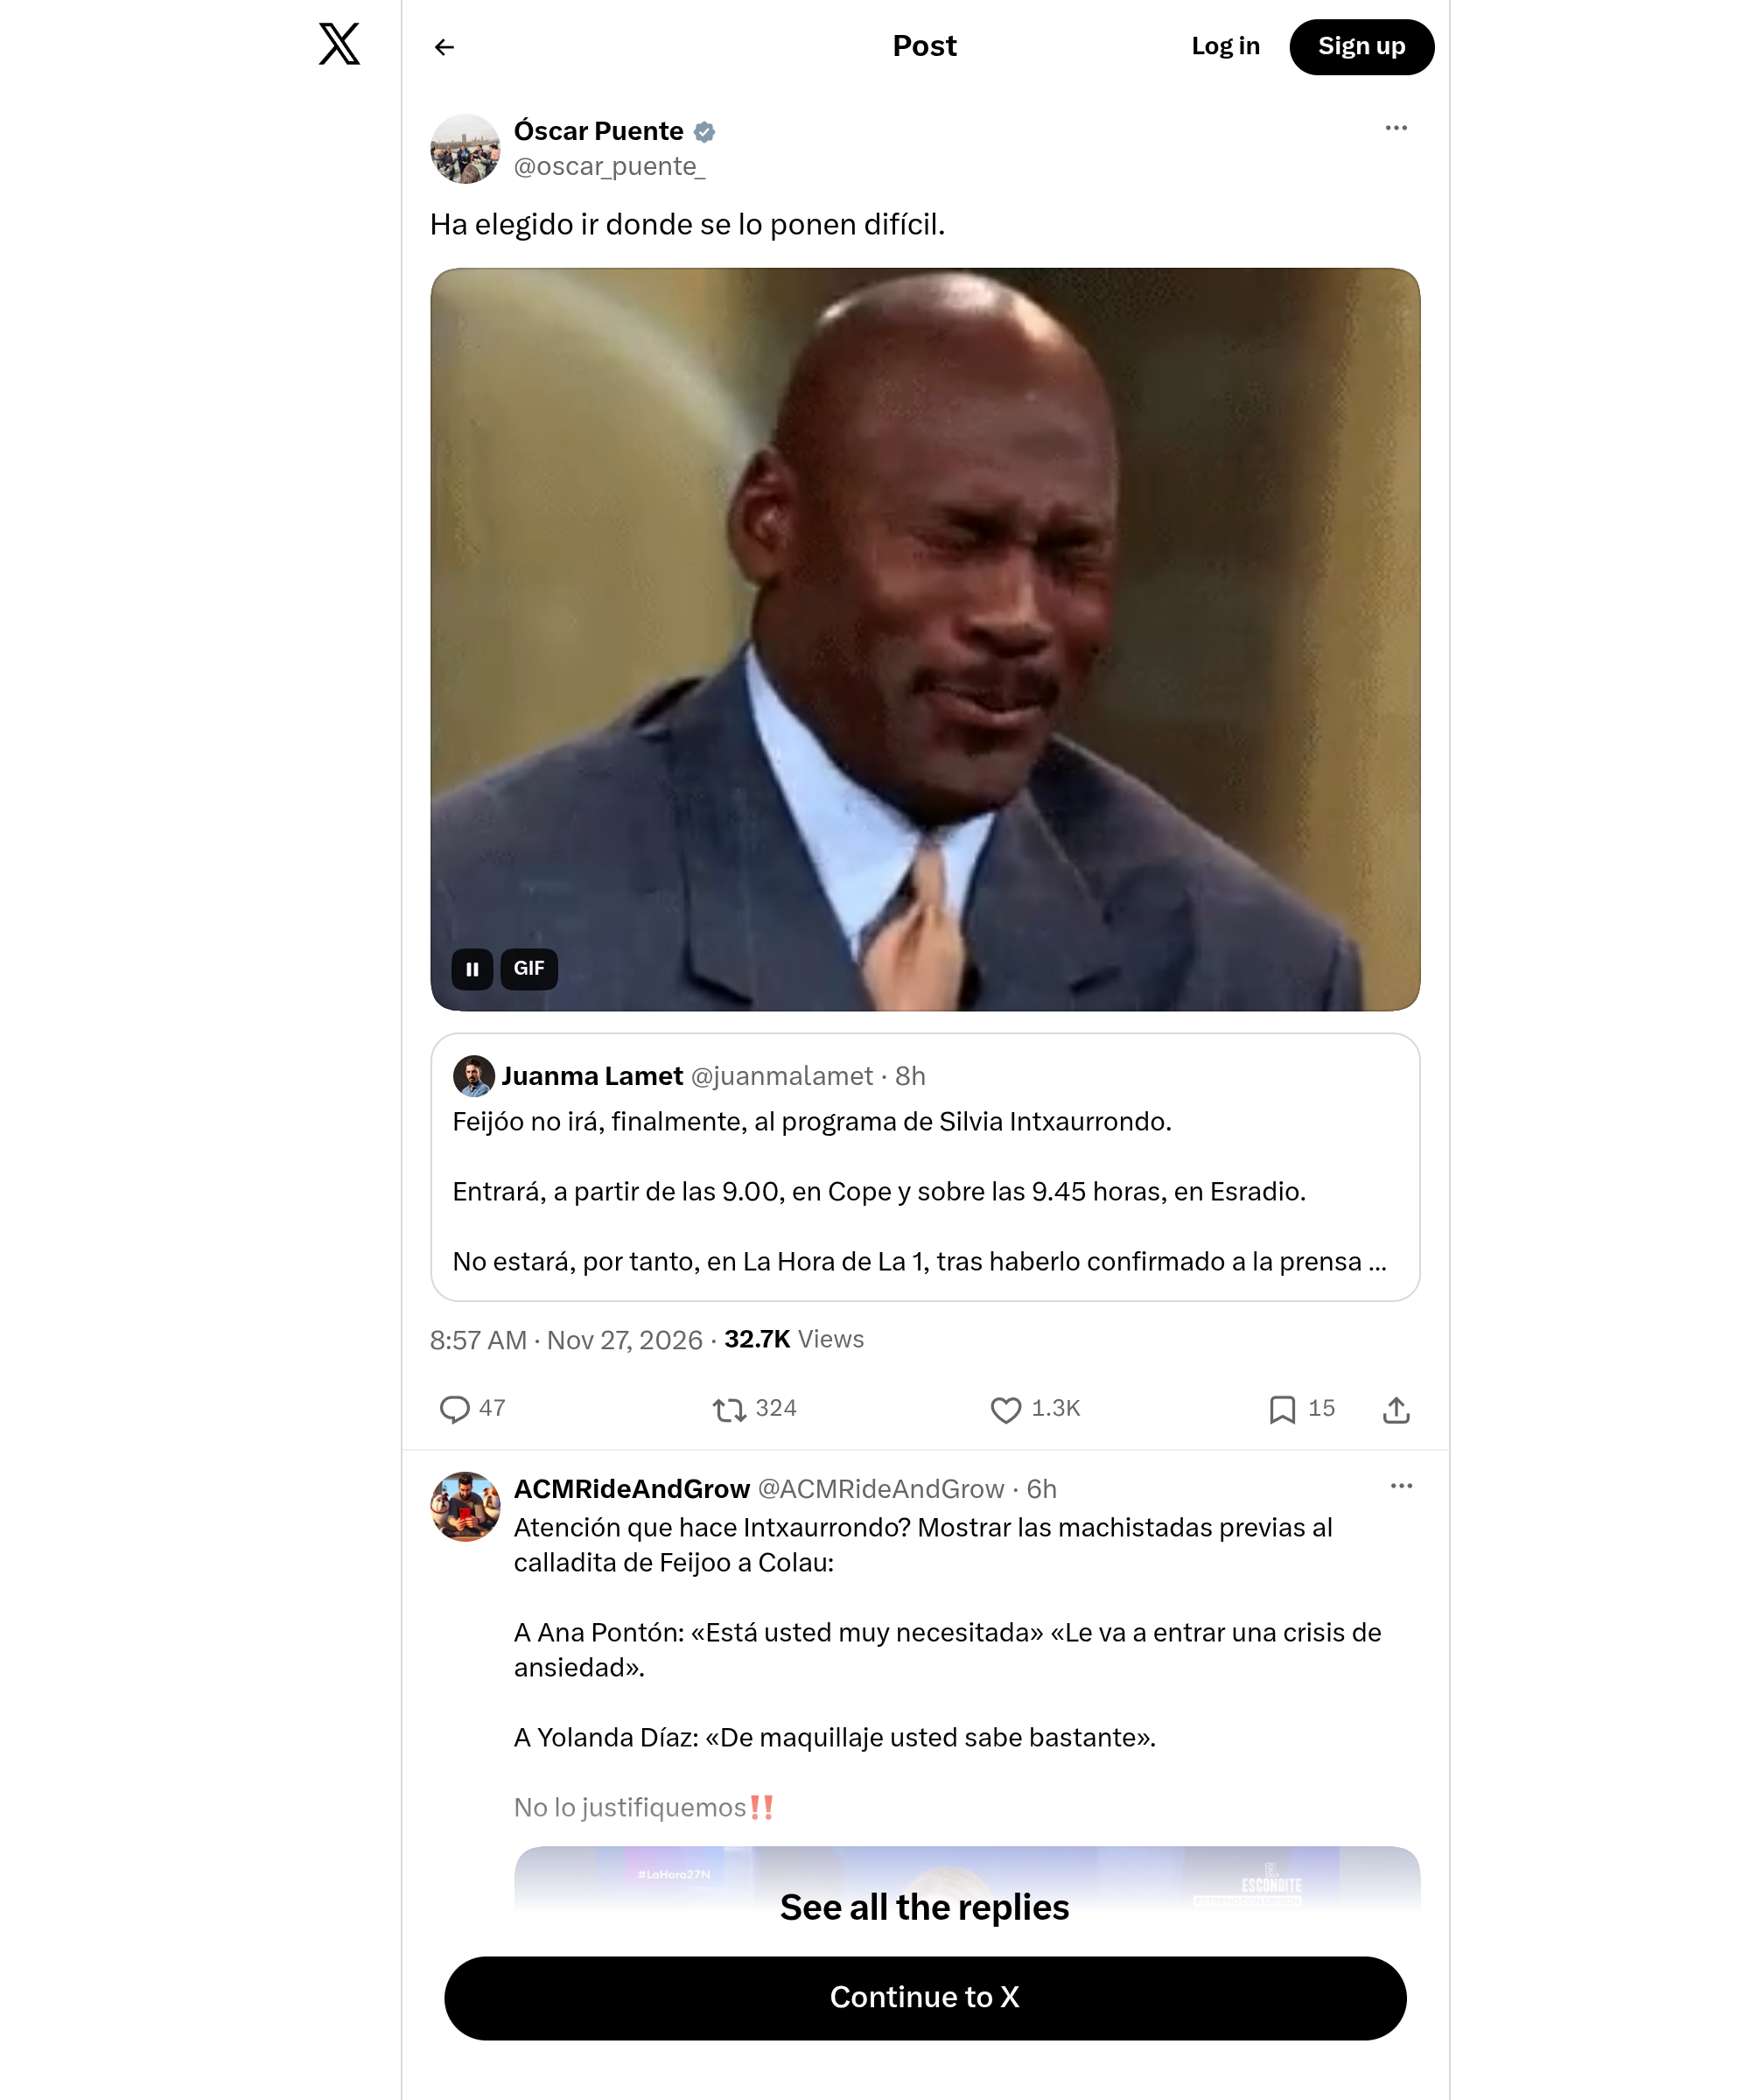 Post
Log in
Sign up
Óscar Puente
@oscar_puente_
Ha elegido ir donde se lo ponen difícil.
GIF
Juanma Lamet @juanmalamet · 8h
Feijóo no irá, finalmente, al programa de Silvia Intxaurrondo.
Entrará, a partir de las 9.00, en Cope y sobre las 9.45 horas, en Esradio.
No estará, por tanto, en La Hora de La 1, tras haberlo confirmado a la prensa ...
8:57 AM · Nov 27, 2026 · 32.7K Views
47
324
1.3K
15
ACMRideAndGrow @ACMRideAndGrow · 6h
Atención que hace Intxaurrondo? Mostrar las machistadas previas al
calladita de Feijoo a Colau:
A Ana Pontón: «Está usted muy necesitada» «Le va a entrar una crisis de
ansiedad».
A Yolanda Díaz: «De maquillaje usted sabe bastante».
No lo justifiquemos‼️
#LaHora27N
ESCONDITE
See all the replies
Continue to X